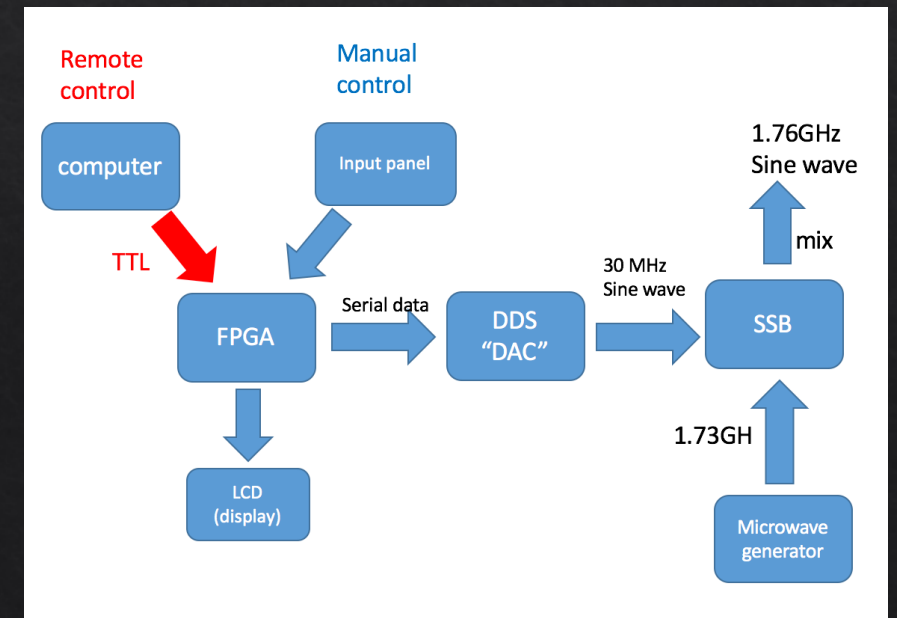 Remote
control
Manual
control
computer
Input panel
1.76GHz
Sine wave
mix
TTL
30 MHz
Sine wave
Serial data
FPGA
DDS
“DAC”
SSB
1.73GH
LCD
(display)
Microwave
generator